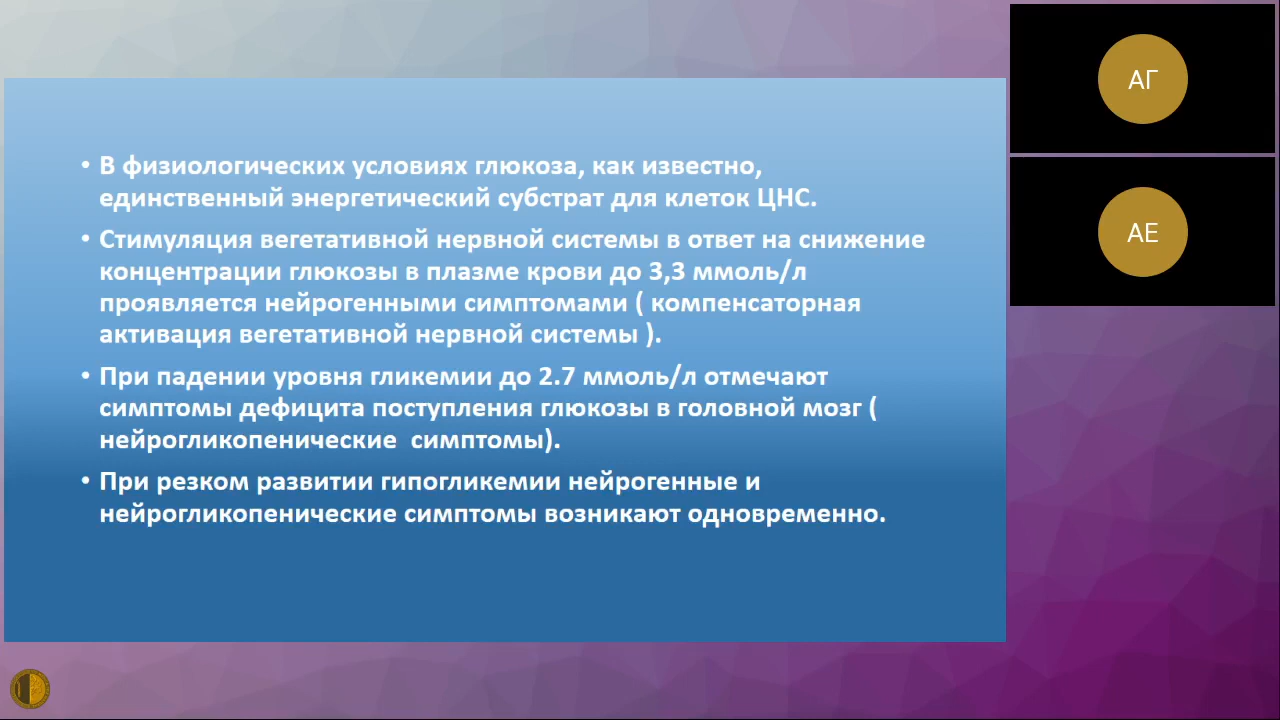 • В физиологических условиях глюкоза, как известно,
единственный энергетический субстрат для клеток ЦНС.
• Стимуляция вегетативной нервной системы в ответ на снижение
концентрации глюкозы в плазме крови до 3,3 ммоль/л
проявляется нейрогенными симптомами ( компенсаторная
активация вегетативной нервной системы ).
• При падении уровня гликемии до 2.7 ммоль/л отмечают
симптомы дефицита поступления глюкозы в головной мозг (
нейрогликопенические  симптомы).
• При резком развитии гипогликемии нейрогенные и
нейрогликопенические симптомы возникают одновременно.
АГ
АЕ